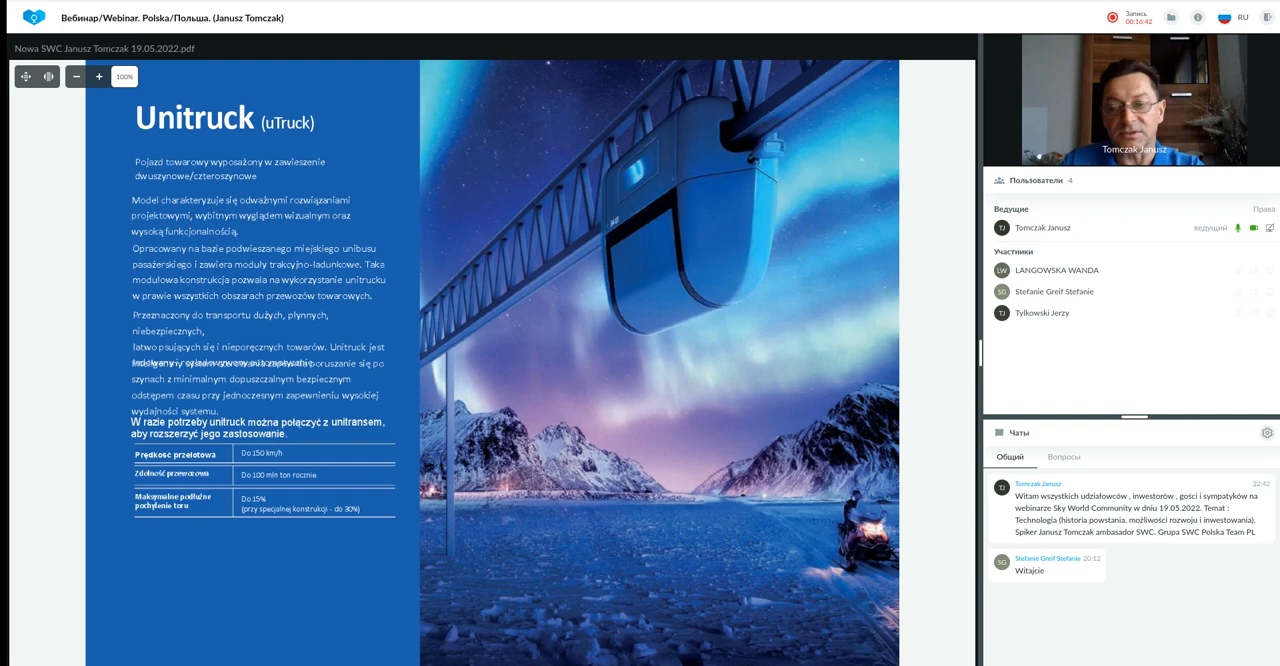 Вебинар/Webinar. Polska/Польша. (Janusz Tomczak)
Запись
00:16:42
RU
Nowa SWC Janusz Tomczak 19.05.2022.pdf
100%
Unitruck (uTruck)
Pojazd towarowy wyposażony w zawieszenie
dwuszynowe/czteroszynowe
Model charakteryzuje się odważnymi rozwiązaniami
projektowymi, wybitnym wyglądem wizualnym oraz
wysoką funkcjonalnością.
Opracowany na bazie podwieszanego miejskiego unibusu
pasażerskiego i zawiera moduły trakcyjno-ładunkowe. Taka
modułowa konstrukcja pozwala na wykorzystanie unitrucku
w prawie wszystkich obszarach przewozów towarowych.
Przeznaczony do transportu dużych, płynnych,
niebezpiecznych,
łatwo psujących się i nieporęcznych towarów. Unitruck jest
poruszanie się po
szynach z minimalnym dopuszczalnym bezpiecznym
odstępem czasu przy jednoczesnym zapewnieniu wysokiej
wydajności systemu.
W razie potrzeby unitruck można połączyć z unitransem,
aby rozszerzyć jego zastosowanie.
Prędkość przelotowa
Do 150 km/h
Zdolność przewozowa
Do 100 mln ton rocznie
Maksymalne podłużne
pochylenie toru
Do 15%
(przy specjalnej konstrukcji - do 30%)
Tomczak Janusz
Пользователи 4
Ведущие
Права
TJ
Tomczak Janusz
ведущий
Участники
LW
LANGOWSKA WANDA
SG
Stefanie Greif Stefanie
TJ
Tylkowski Jerzy
Чаты
Общий
Вопросы
TJ
Tomczak Janusz
22:42
Witam wszystkich udziałowców , inwestorów , gości i sympatyków na
webinarze Sky World Community w dniu 19.05.2022. Temat :
Technologia (historia powstania, możliwości rozwoju i inwestowania).
Spiker Janusz Tomczak ambasador SWC. Grupa SWC Polska Team PL
SG
Stefanie Greif Stefanie 20:12
Witajcie